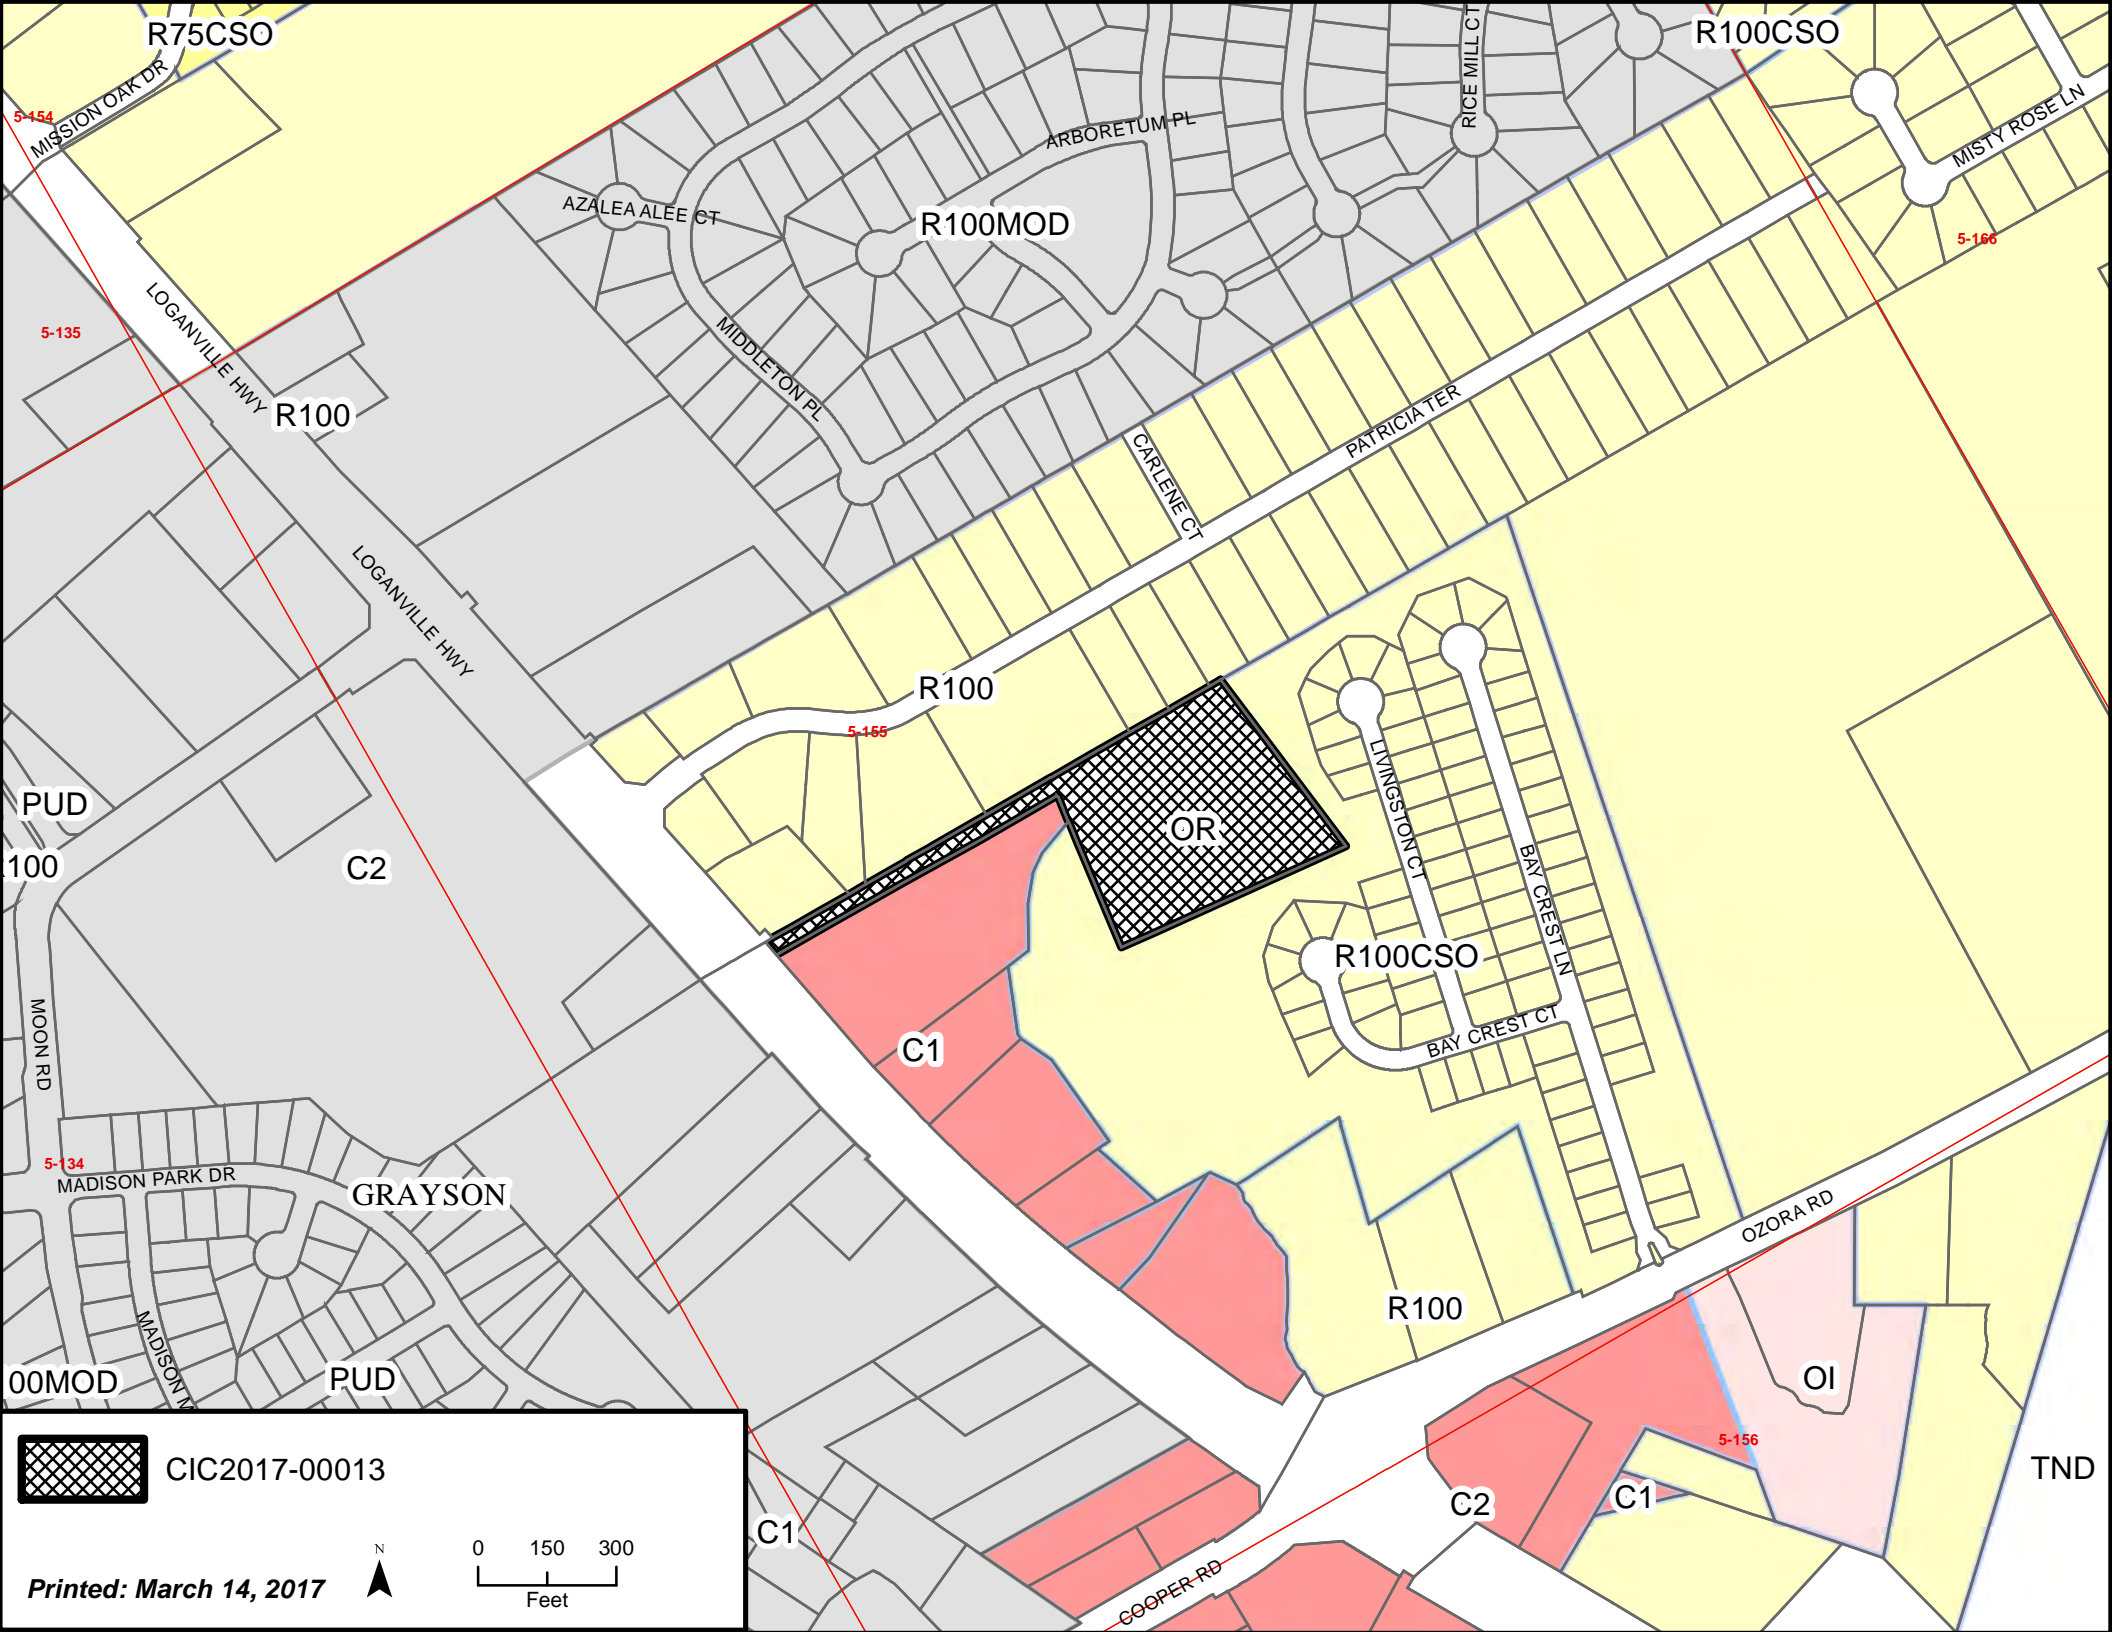 R75CSO
R100CSO
MISSION OAK DR
5-154
RICE MILL CT
MISTY ROSE LN
ARBORETUM PL
AZALEA ALEE CT
R100MOD
5-166
LOGANVILLE HWY
5-135
MIDDLETON PL
R100
PATRICIA TER
CARLENE CT
LOGANVILLE HWY
R100
5-155
PUD
LIVINGSTON CT
OR
100
C2
BAY CREST LN
R100CSO
MOON RD
C1
BAY CREST CT
5-134
MADISON PARK DR
GRAYSON
OZORA RD
R100
MADISON M
00MOD
PUD
OI
5-156
CIC2017-00013
TND
C2
C1
C1
N
0 150 300
Feet
Printed: March 14, 2017
COOPER RD